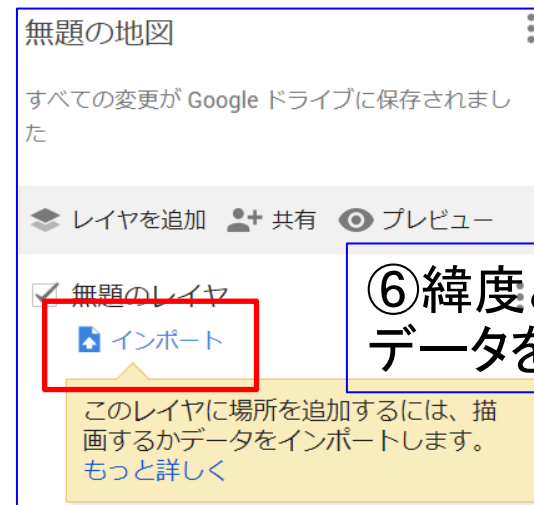 無題の地図
すべての変更が Google ドライブに保存されまし
た
レイヤを追加 共有 プレビュー
無題のレイヤ
インポート
⑥緯度
データを
このレイヤに場所を追加するには、描
画するかデータをインポートします。
もっと詳しく